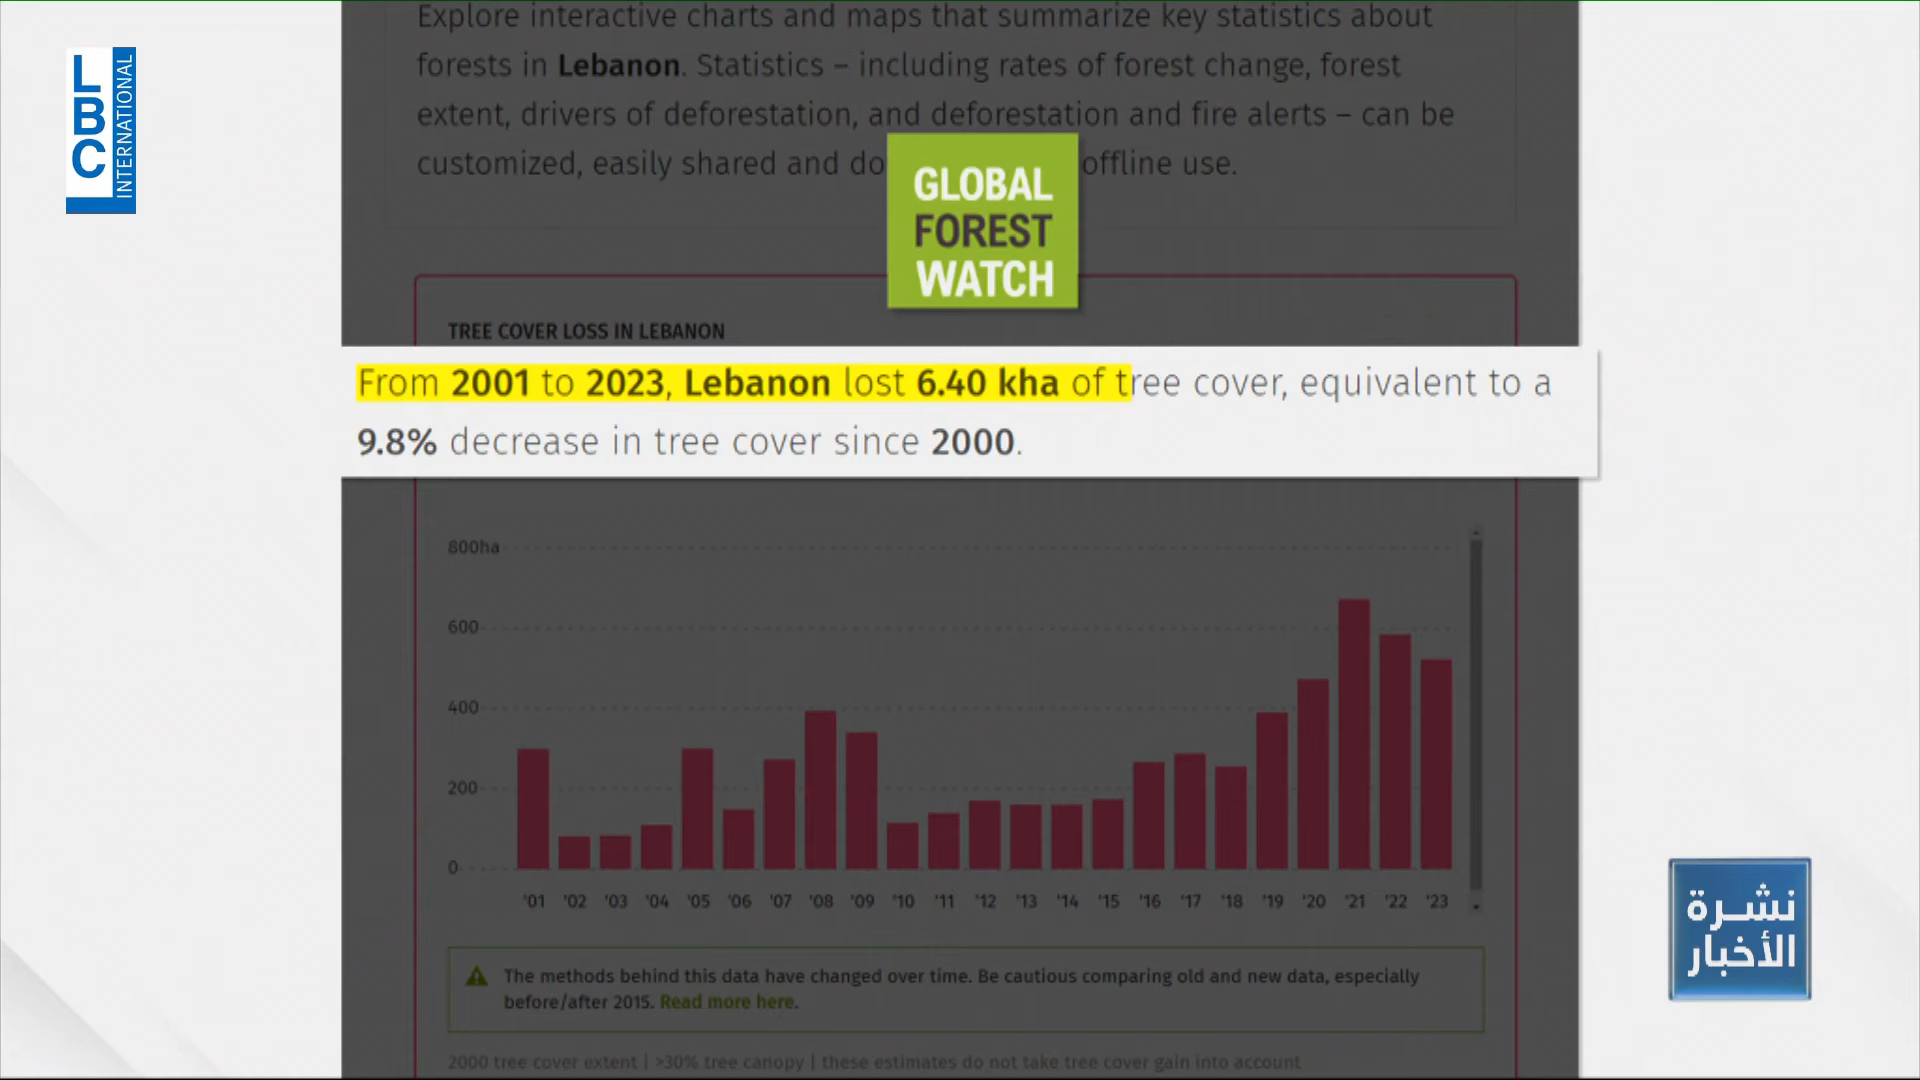 Explore interactive charts and maps that summarize key statistics about
forests in Lebanon. Statistics – including rates of forest change, forest
extent, drivers of deforestation, and deforestation and fire alerts – can be
customized, easily shared and do
offline use.
LBC
INTERNATIONAL
GLOBAL
FOREST
WATCH
TREE COVER LOSS IN LEBANON
From 2001 to 2023, Lebanon lost 6.40 kha of tree cover, equivalent to a
9.8% decrease in tree cover since 2000.
800ha
600
400
200
0
'01 '02 '03 '04 '05 '06 '07 '08 '09 '10 '11 '12 '13 '14 '15 '16 '17 '18 '19 '20 '21 '22 '23
The methods behind this data have changed over time. Be cautious comparing old and new data, especially
before/after 2015. Read more here.
2000 tree cover extent | >30% tree canopy | these estimates do not take tree cover gain into account
نشرة
الأخبار